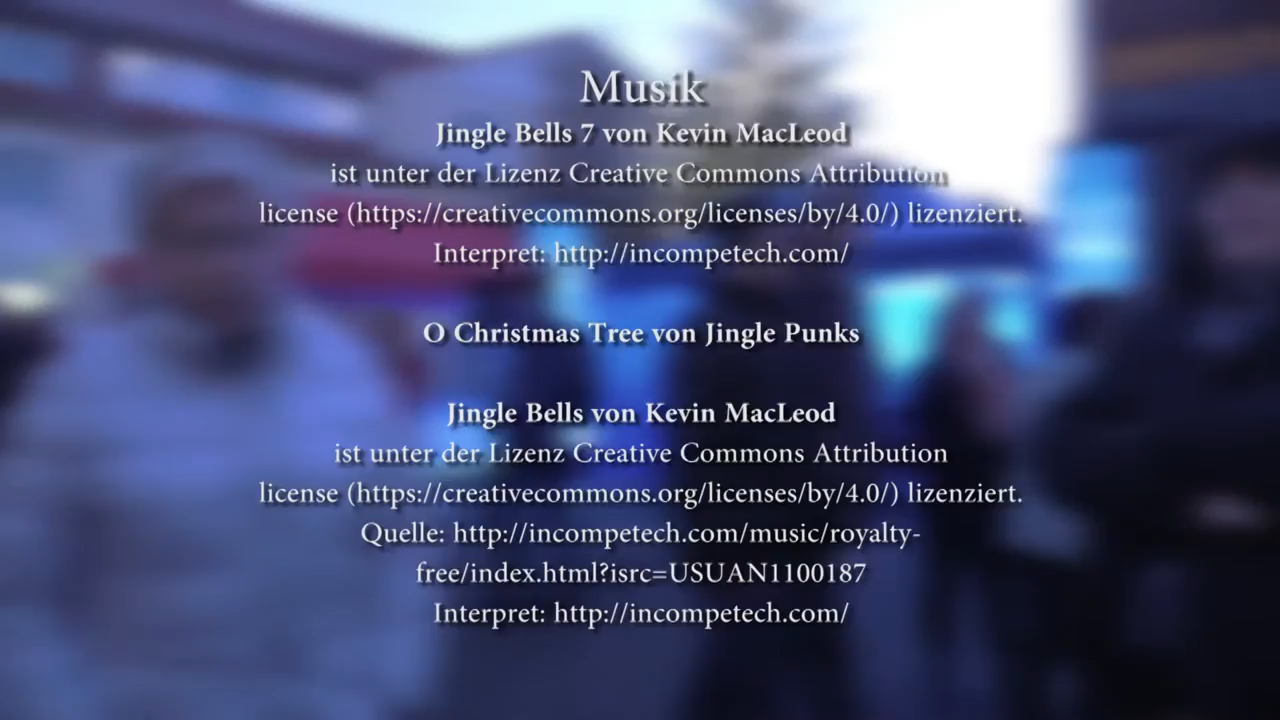 Musik
Jingle Bells 7 von Kevin MacLeod
ist unter der Lizenz Creative Commons Attribution
license (https://creativecommons.org/licenses/by/4.0/) lizenziert.
Interpret: http://incompetech.com/
O Christmas Tree von Jingle Punks
Jingle Bells von Kevin MacLeod
ist unter der Lizenz Creative Commons Attribution
license (https://creativecommons.org/licenses/by/4.0/) lizenziert.
Quelle: http://incompetech.com/music/royalty-
free/index.html?isrc=USUAN1100187
Interpret: http://incompetech.com/